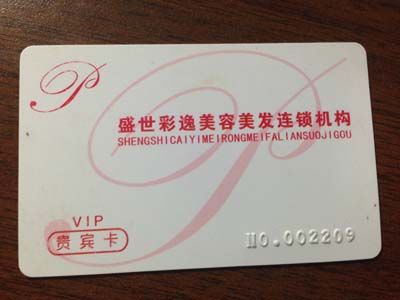 P
盛世彩逸美容美发连锁机构
SHENGSHICAIYIMEIRONGMEIFALIANSUOJIGOU
VIP
贵宾卡
NO.002209